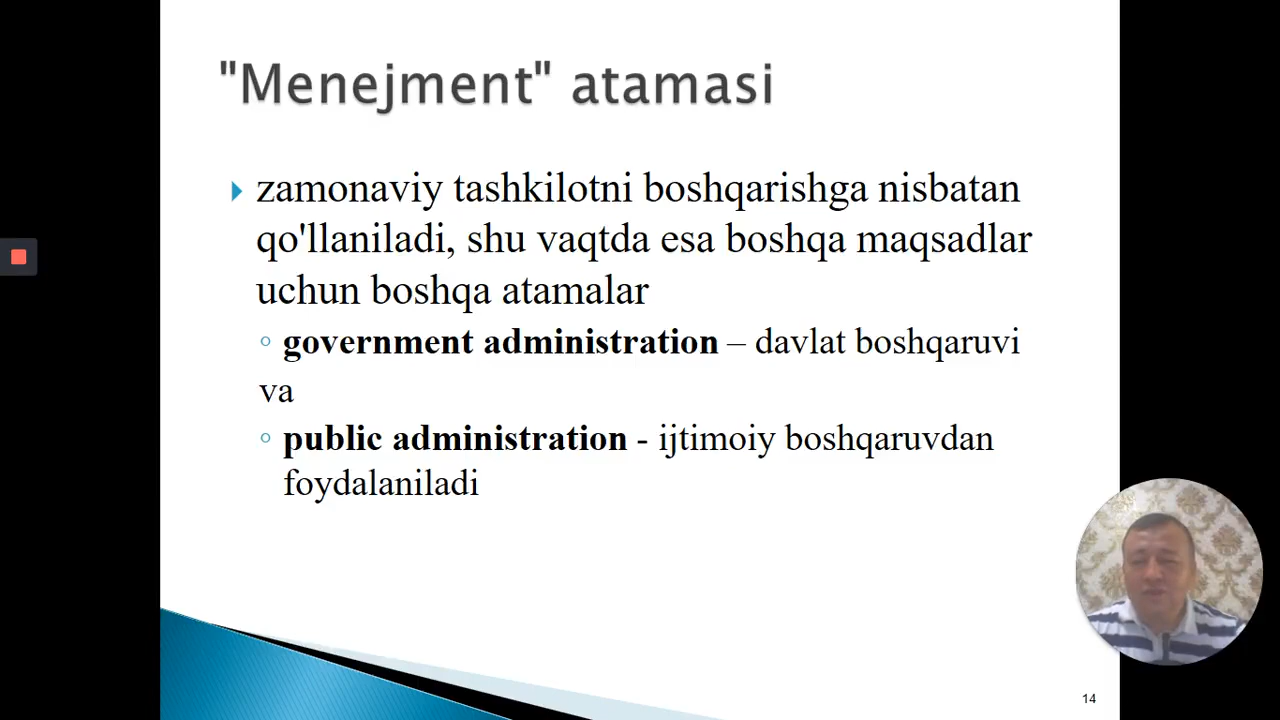 "Menejment" atamasi
zamonaviy tashkilotni boshqarishga nisbatan
qo'llaniladi, shu vaqtda esa boshqa maqsadlar
uchun boshqa atamalar
government administration – davlat boshqaruvi
va
public administration - ijtimoiy boshqaruvdan
foydalaniladi
14